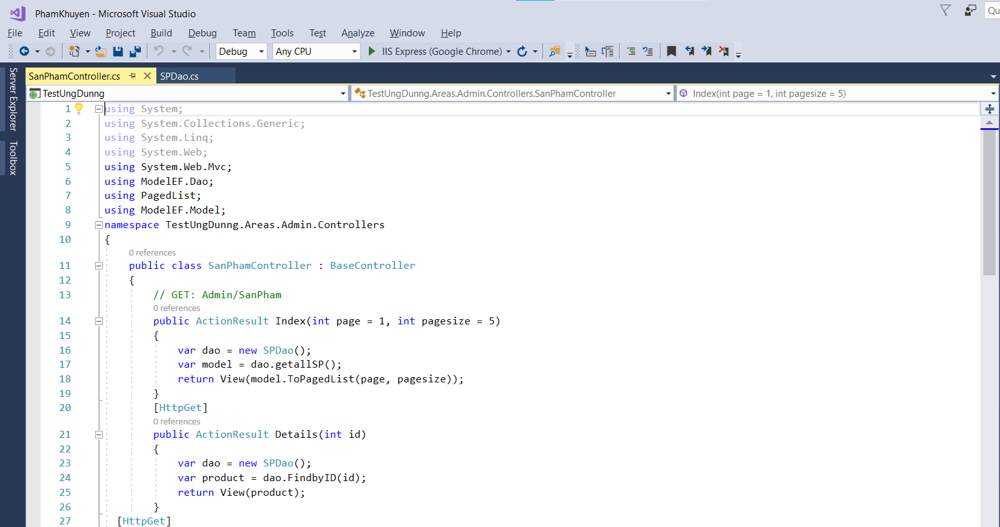 PhamKhuyen - Microsoft Visual Studio
Qu
File Edit View Project Build Debug Team Tools Test Analyze Window Help
Debug Any CPU IIS Express (Google Chrome)
Server Explorer
Toolbox
SanPhamController.cs SPDao.cs
TestUngDunng TestUngDunng.Areas.Admin.Controllers.SanPhamController Index(int page = 1, int pagesize = 5)
1 using System;
2 using System.Collections.Generic;
3 using System.Linq;
4 using System.Web;
5 using System.Web.Mvc;
6 using ModelEF.Dao;
7 using PagedList;
8 using ModelEF.Model;
9 namespace TestUngDunng.Areas.Admin.Controllers
10 {
0 references
11 public class SanPhamController : BaseController
12 {
13 // GET: Admin/SanPham
0 references
14 public ActionResult Index(int page = 1, int pagesize = 5)
15 {
16 var dao = new SPDao();
17 var model = dao.getallSP();
18 return View(model.ToPagedList(page, pagesize));
19 }
20 [HttpGet]
0 references
21 public ActionResult Details(int id)
22 {
23 var dao = new SPDao();
24 var product = dao.FindbyID(id);
25 return View(product);
26 }
27 [HttpGet]